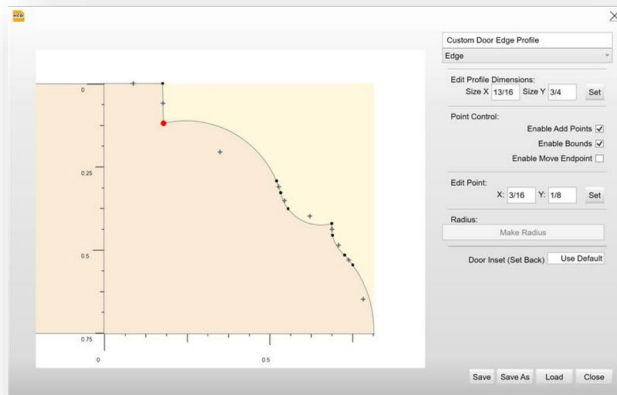 Custom Door Edge Profile
Edge
Edit Profile Dimensions:
Size X 13/16 Size Y 3/4 Set
Point Control:
Enable Add Points
Enable Bounds
Enable Move Endpoint
Edit Point:
X: 3/16 Y: 1/8 Set
Radius:
Make Radius
Door Inset (Set Back) Use Default
0
0.25
0.5
0.75
0 0.5
Save Save As Load Close